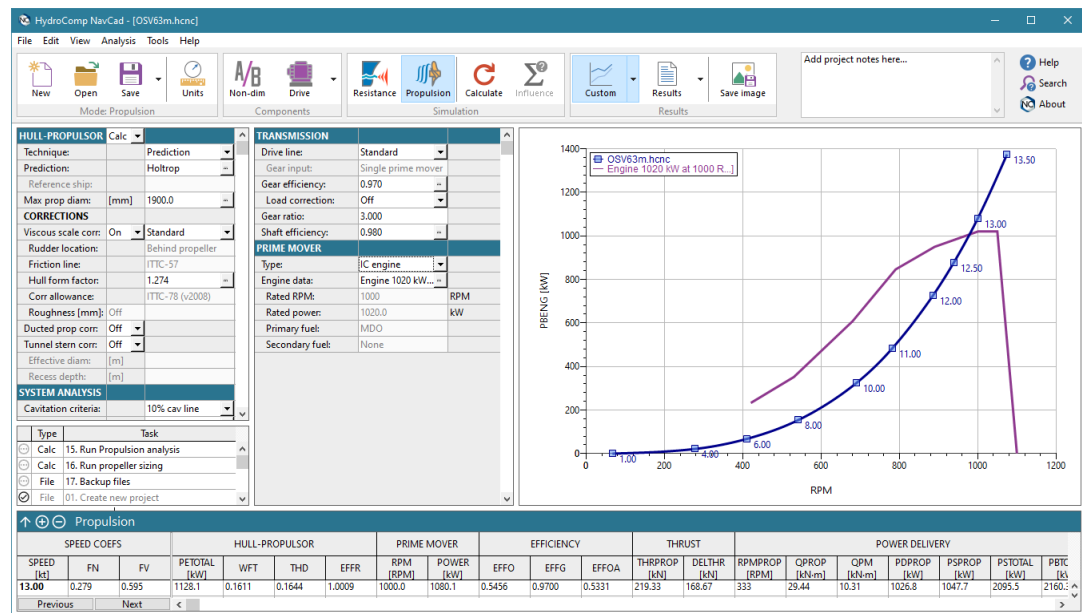 HydroComp NavCad - [OSV63m.hcnc]
File Edit View Analysis Tools Help
New Open Save Units Non-dim Drive Resistance Propulsion Calculate Influence Custom Results Save image
Mode: Propulsion Components Simulation Results
Add project notes here...
Help
Search
About
HULL-PROPULSOR Calc
Technique: Prediction
Prediction: Holtrop
Reference ship:
Max prop diam: [mm] 1900.0
CORRECTIONS
Viscous scale corr: On Standard
Rudder location: Behind propeller
Friction line: ITTC-57
Hull form factor: 1.274
Corr allowance: ITTC-78 (v2008)
Roughness [mm]: Off
Ducted prop corr: Off
Tunnel stern corr: Off
Effective diam: [m]
Recess depth: [m]
SYSTEM ANALYSIS
Cavitation criteria: 10% cav line
Type Task
Calc 15. Run Propulsion analysis
Calc 16. Run propeller sizing
File 17. Backup files
File 01. Create new project
TRANSMISSION
Drive line: Standard
Gear input: Single prime mover
Gear efficiency: 0.970
Load correction: Off
Gear ratio: 3.000
Shaft efficiency: 0.980
PRIME MOVER
Type: IC engine
Engine data: Engine 1020 kW...
Rated RPM: 1000 RPM
Rated power: 1020.0 kW
Primary fuel: MDO
Secondary fuel: None
OSV63m.hcnc
Engine 1020 kW at 1000 R...]
PBENG [kW]
1400
1200
1000
800
600
400
200
0
0 200 400 600 800 1000 1200
RPM
1.00
4.00
6.00
8.00
10.00
11.00
12.00
12.50
13.00
13.50
Propulsion
SPEED COEFS HULL-PROPULSOR PRIME MOVER EFFICIENCY THRUST POWER DELIVERY
SPEED [kt] FN FV PETOTAL [kW] WFT THD EFFR RPM [RPM] POWER [kW] EFFO EFFG EFFOA THRPROP [kN] DELTHR [kN] RPMPROP [RPM] QPROP [kN·m] QPM [kN·m] PDPROP [kW] PSPROP [kW] PSTOTAL [kW] PBTO [kW]
13.00 0.279 0.595 1128.1 0.1611 0.1644 1.0009 1000.0 1080.1 0.5456 0.9700 0.5331 219.33 168.67 333 29.44 10.31 1026.8 1047.7 2095.5 2160.3
Previous Next